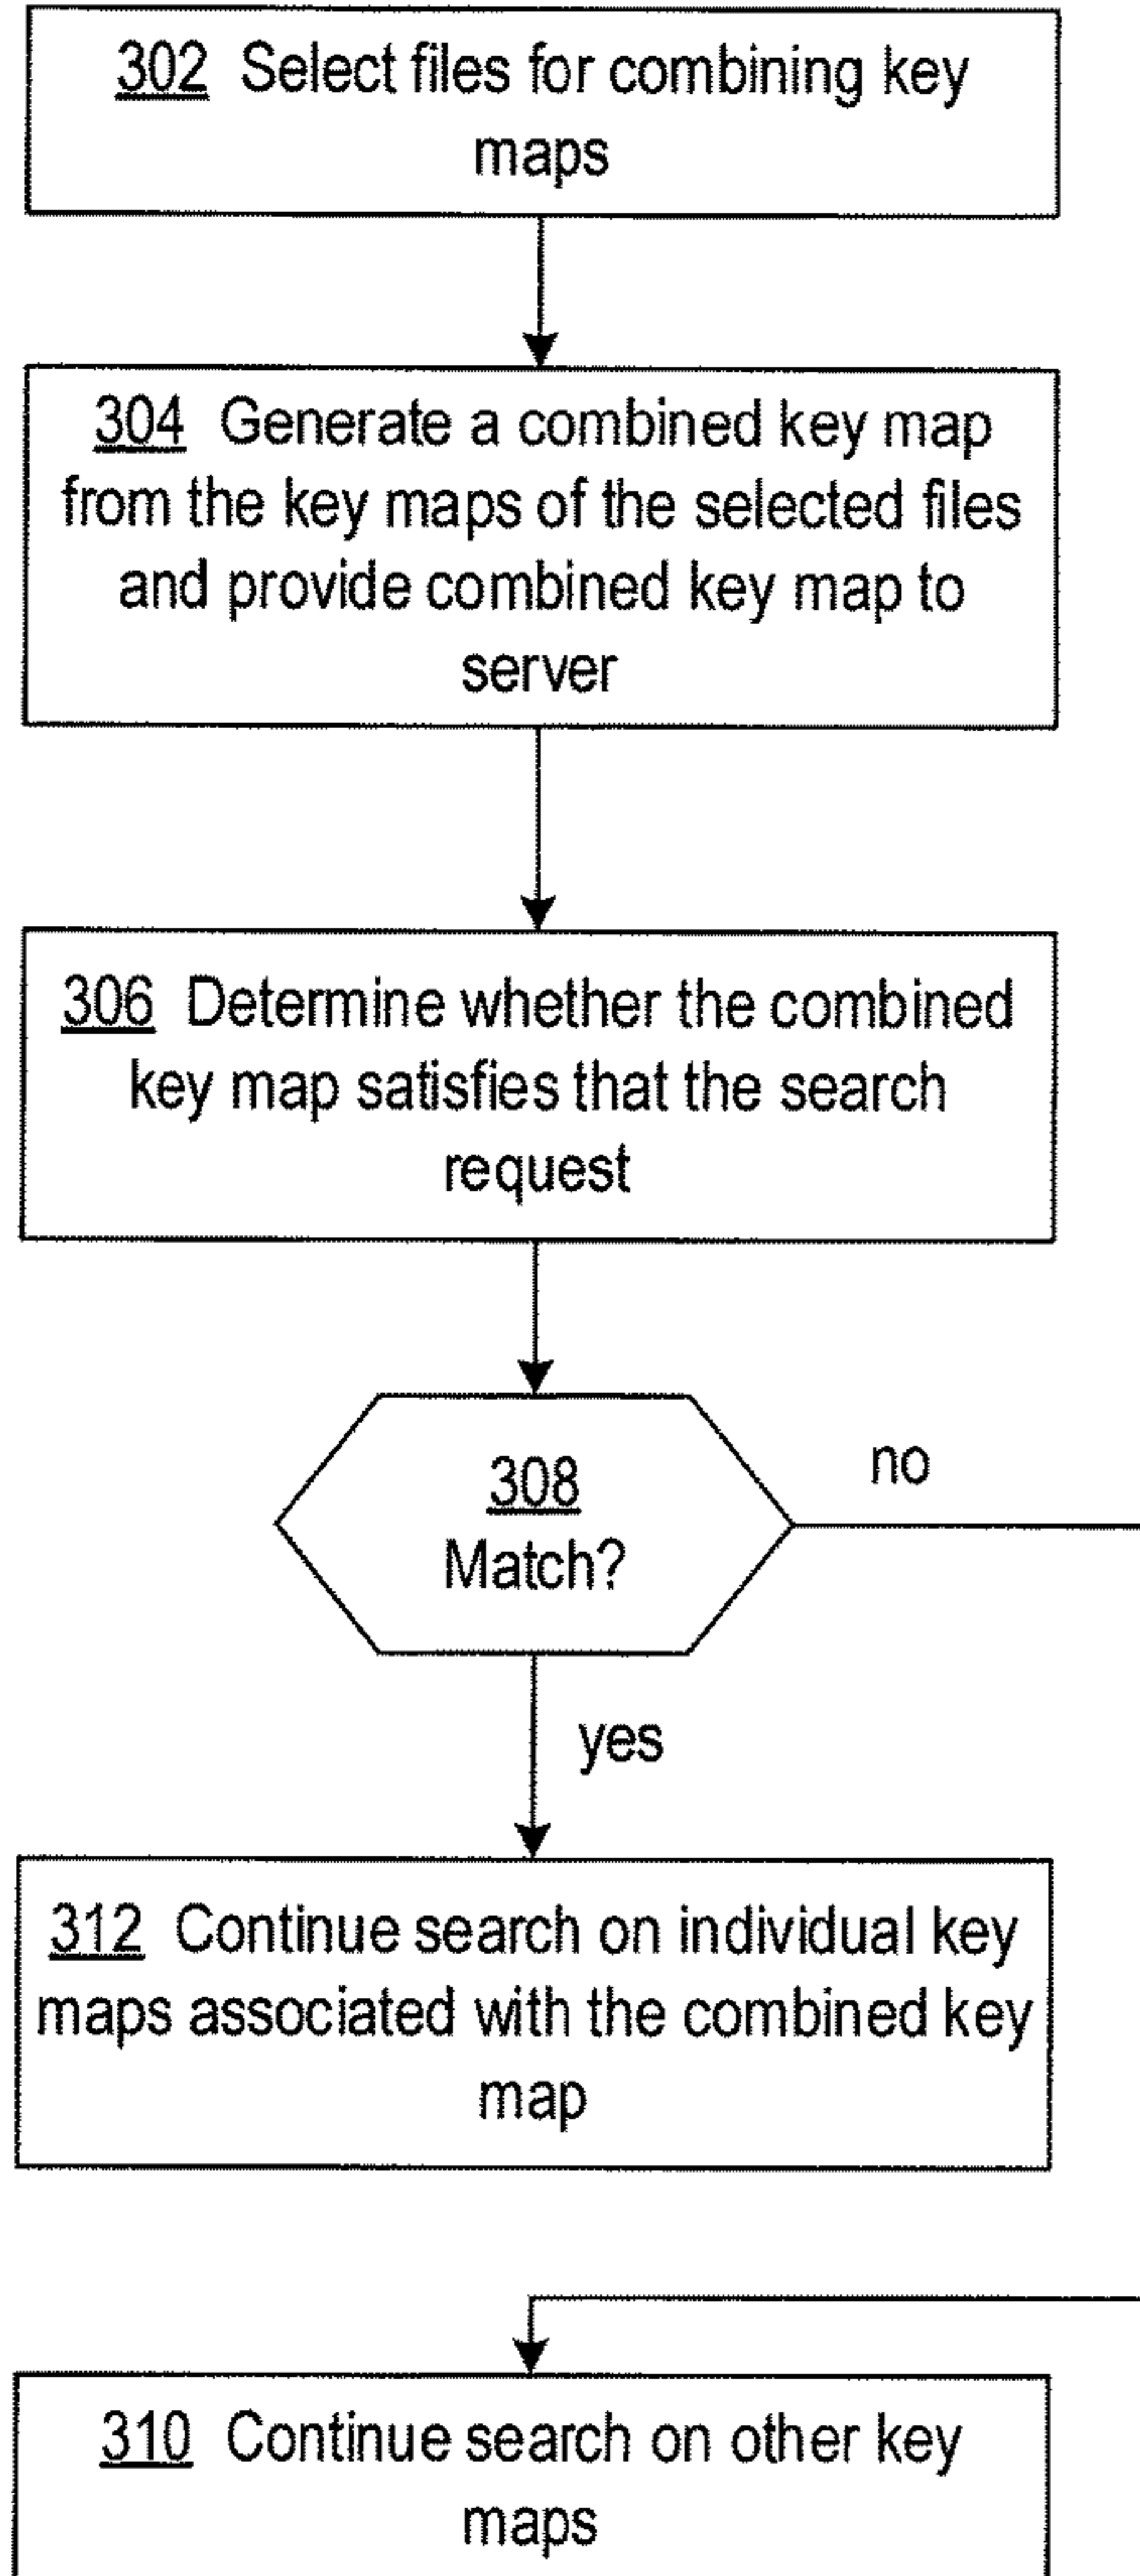 302 Select files for combining key
maps
304 Generate a combined key map
from the key maps of the selected files
and provide combined key map to
server
306 Determine whether the combined
key map satisfies that the search
request
308
Match?
no
yes
312 Continue search on individual key
maps associated with the combined key
map
310 Continue search on other key
maps